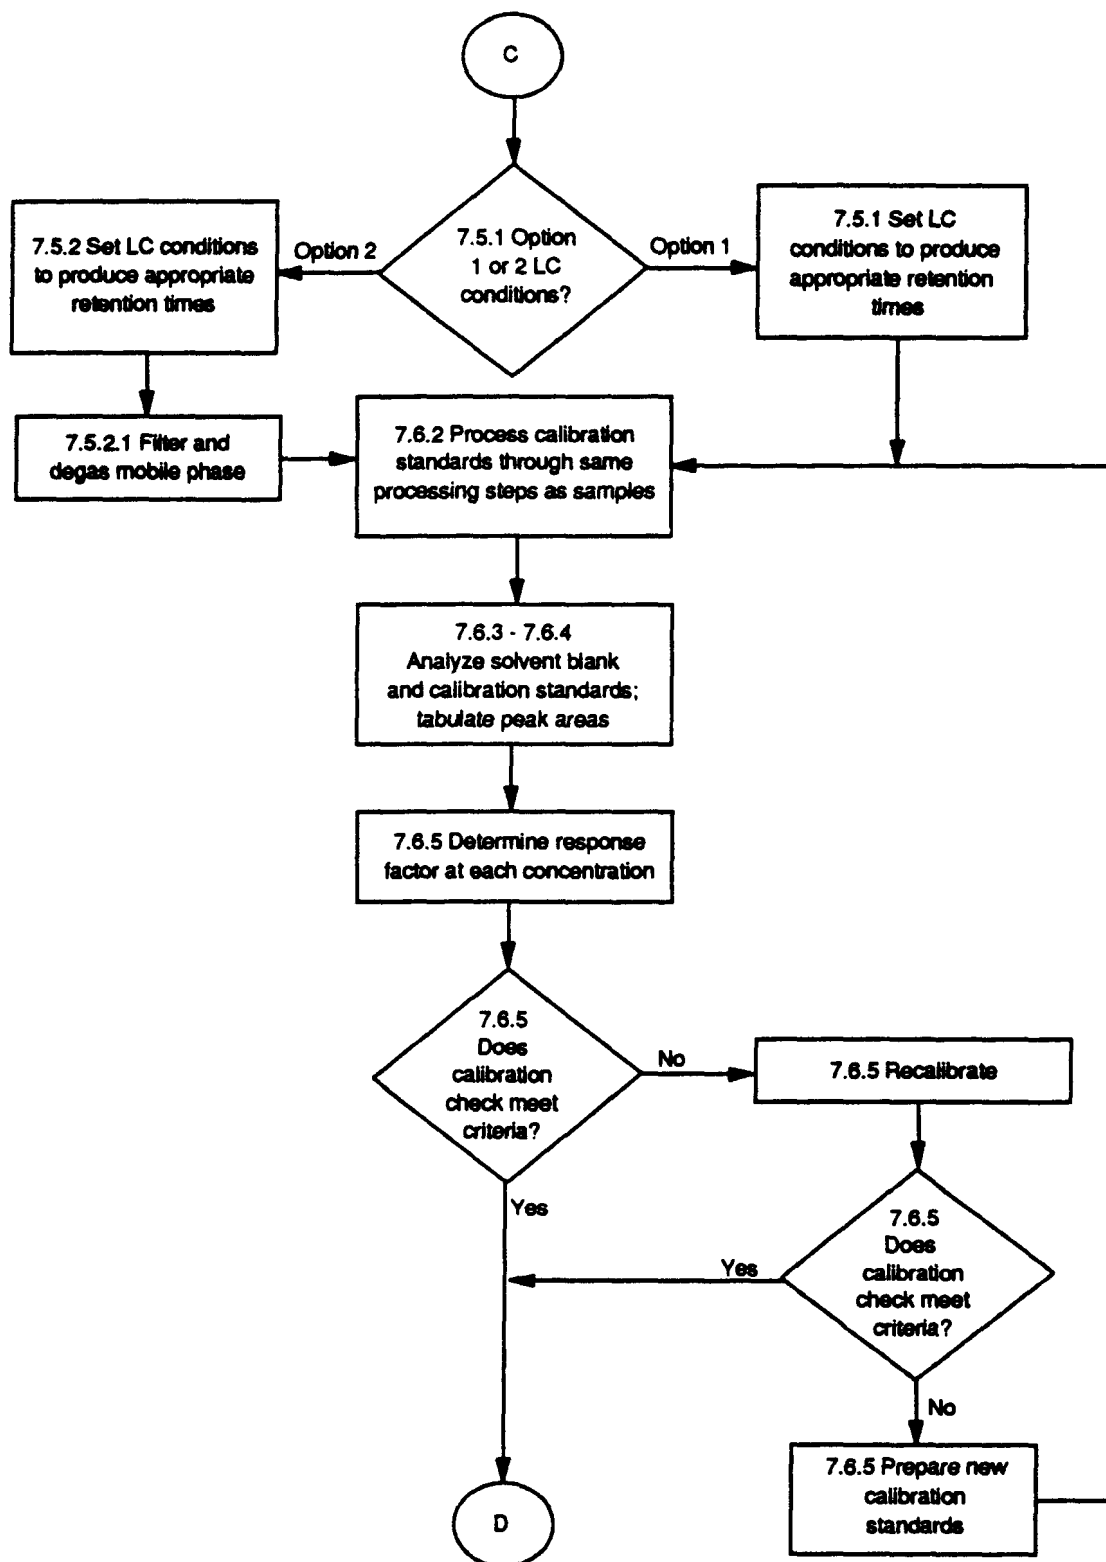 C
7.5.2 Set LC conditions
to produce appropriate
retention times
Option 2
7.5.1 Option
1 or 2 LC
conditions?
Option 1
7.5.1 Set LC
conditions to produce
appropriate retention
times
7.5.2.1 Filter and
degas mobile phase
7.6.2 Process calibration
standards through same
processing steps as samples
7.6.3 - 7.6.4
Analyze solvent blank
and calibration standards;
tabulate peak areas
7.6.5 Determine response
factor at each concentration
7.6.5
Does
calibration
check meet
criteria?
No
7.6.5 Recalibrate
Yes
7.6.5
Does
calibration
check meet
criteria?
Yes
No
7.6.5 Prepare new
calibration
standards
D